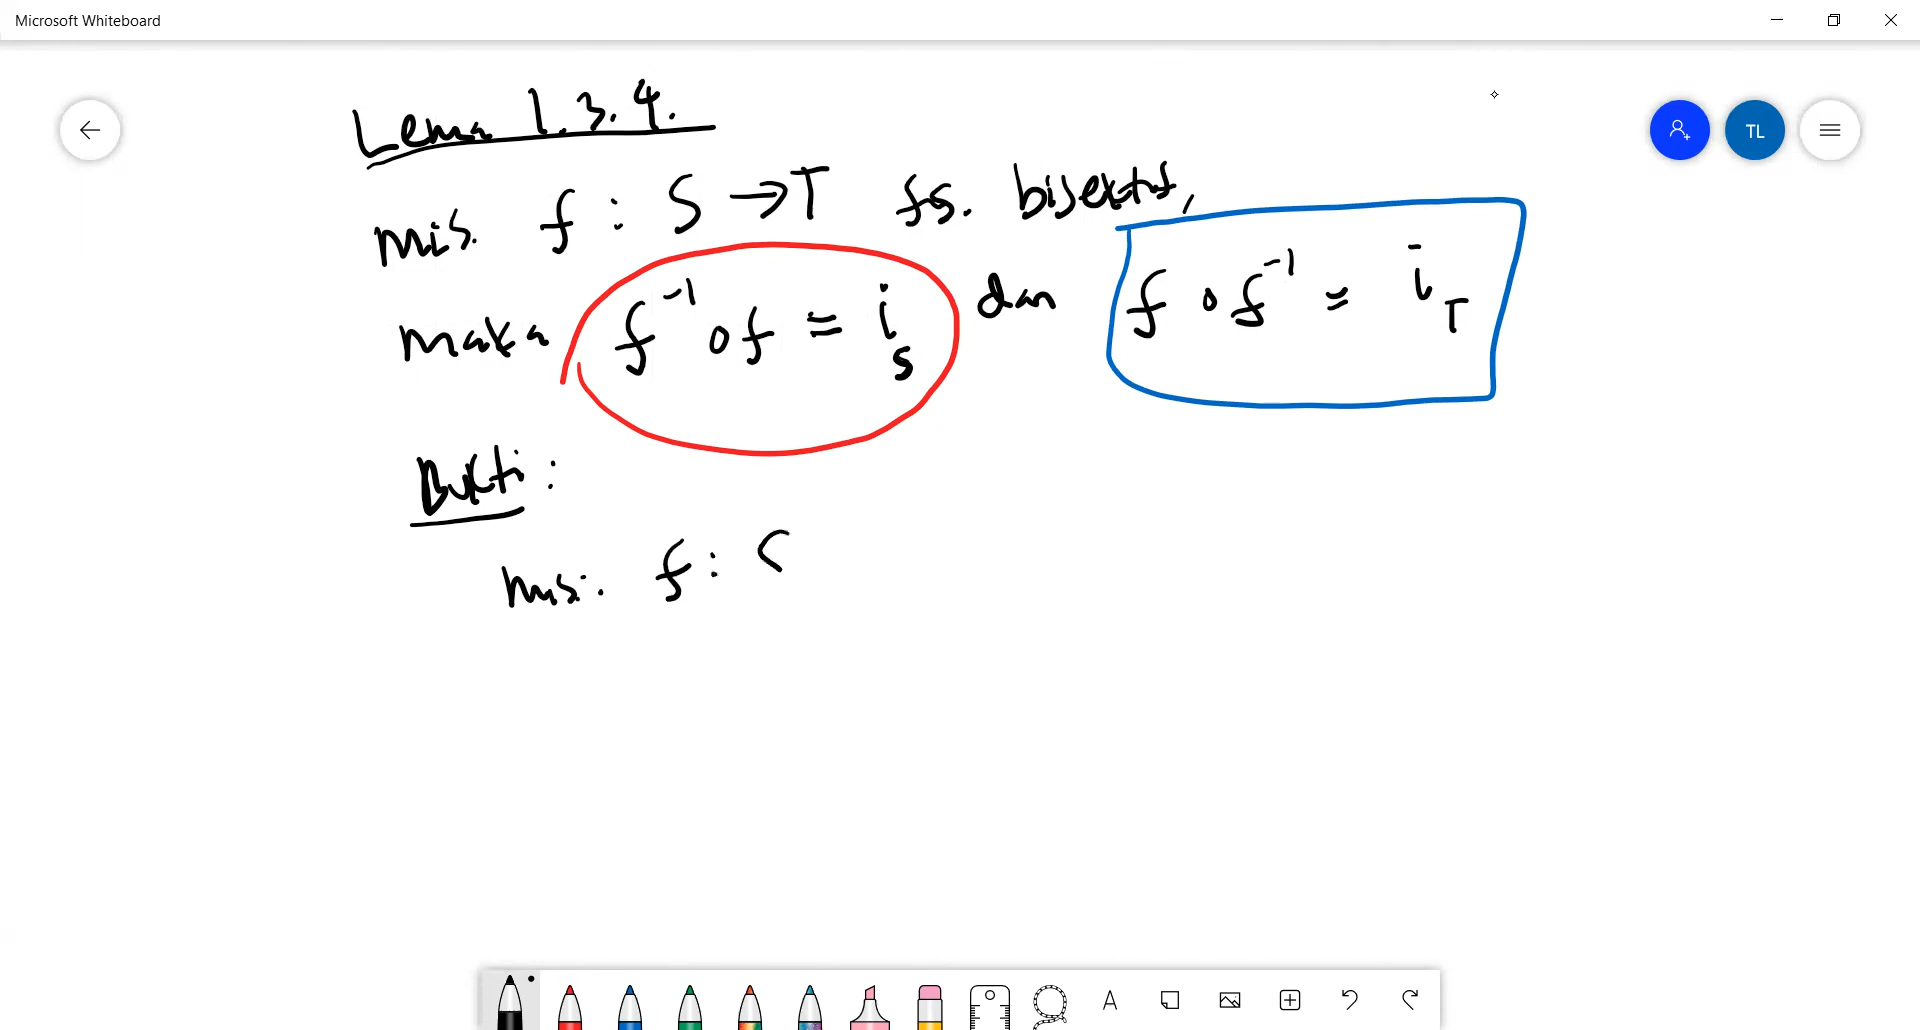 Microsoft Whiteboard
TL
Lema 1.3.4.
mis. f : S → T fs. bijektif,
maka f⁻¹ o f = i_S dan f o f⁻¹ = i_T
Bukti :
mis. f : S
A